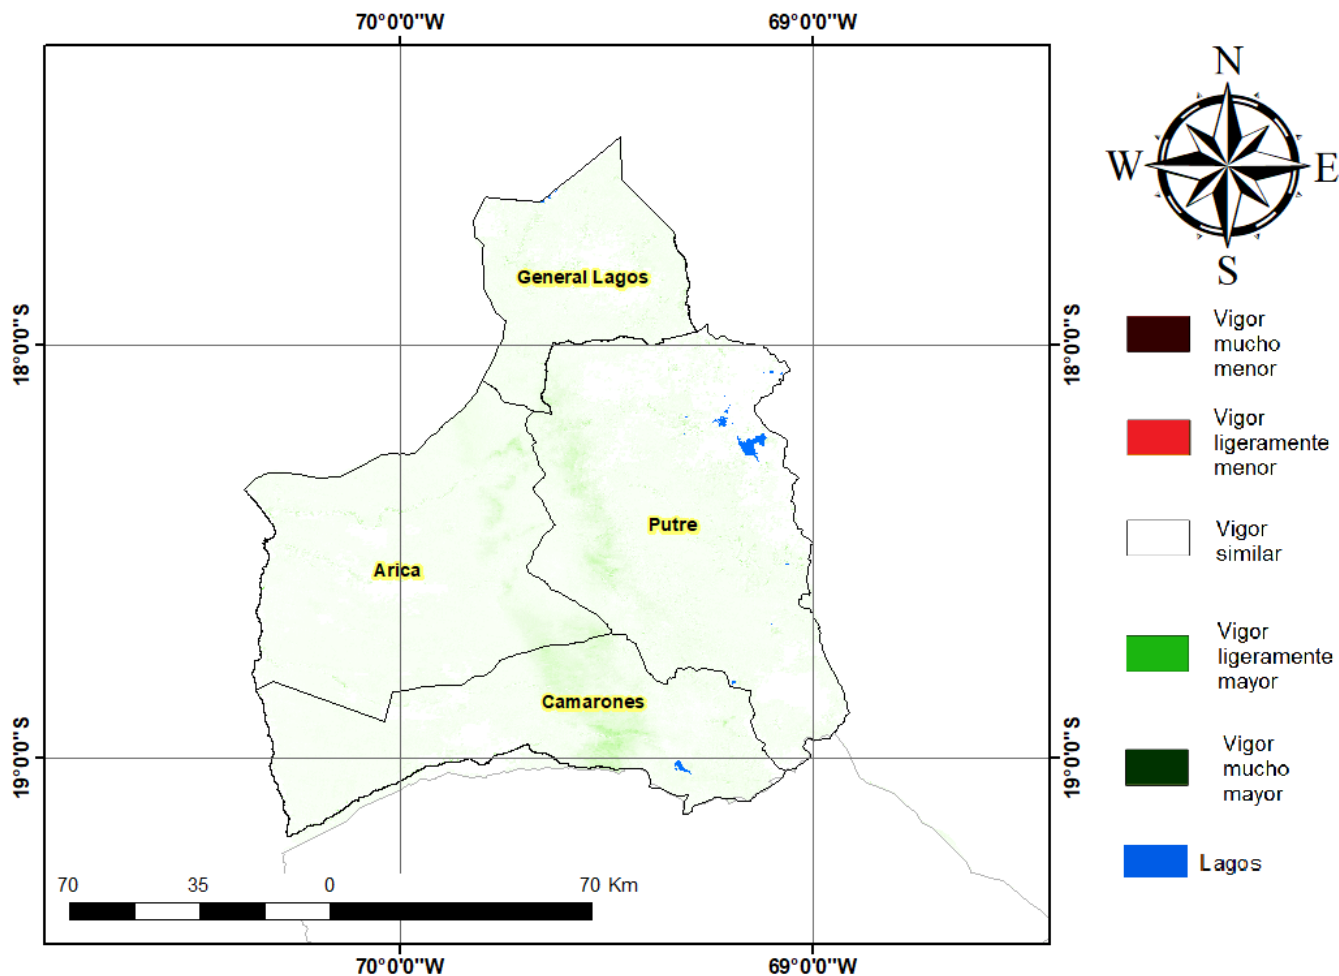 70°0'0"W
69°0'0"W
N
W
E
S
18°0'0"S
18°0'0"S
General Lagos
Putre
Arica
Camarones
19°0'0"S
19°0'0"S
Vigor
mucho
menor
Vigor
ligeramente
menor
Vigor
similar
Vigor
ligeramente
mayor
Vigor
mucho
mayor
Lagos
70
35
0
70 Km
70°0'0"W
69°0'0"W